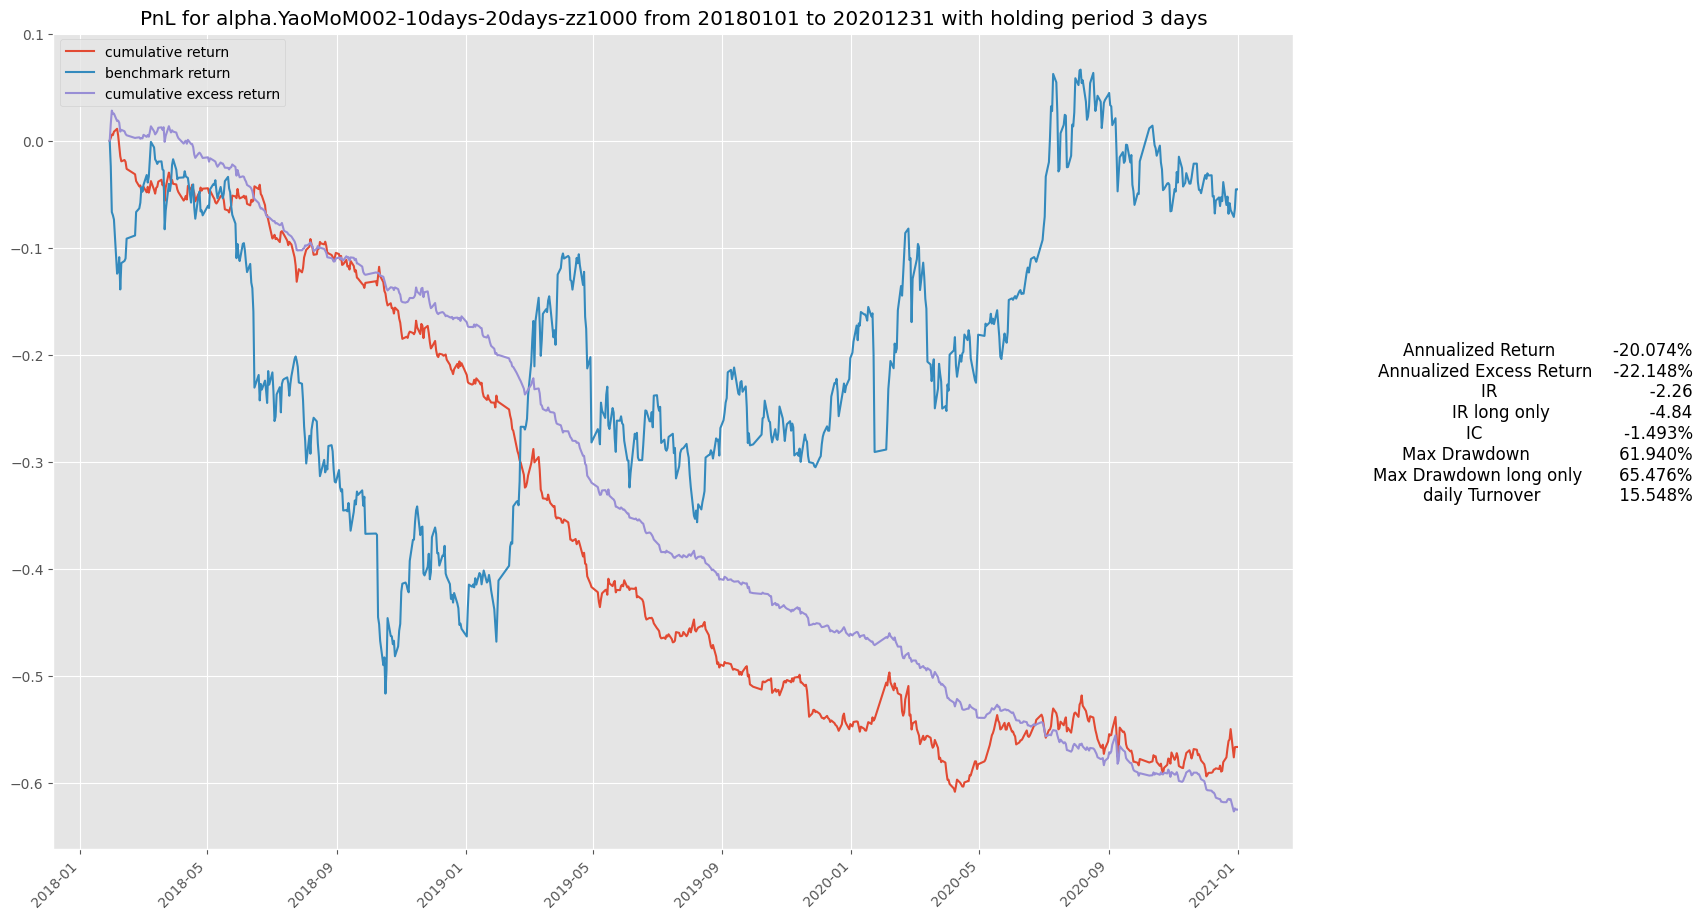 PnL for alpha.YaoMoM002-10days-20days-zz1000 from 20180101 to 20201231 with holding period 3 days
cumulative return
benchmark return
cumulative excess return
0.1
0.0
−0.1
−0.2
−0.3
−0.4
−0.5
−0.6
2018-01
2018-05
2018-09
2019-01
2019-05
2019-09
2020-01
2020-05
2020-09
2021-01
Annualized Return -20.074%
Annualized Excess Return -22.148%
IR -2.26
IR long only -4.84
IC -1.493%
Max Drawdown 61.940%
Max Drawdown long only 65.476%
daily Turnover 15.548%